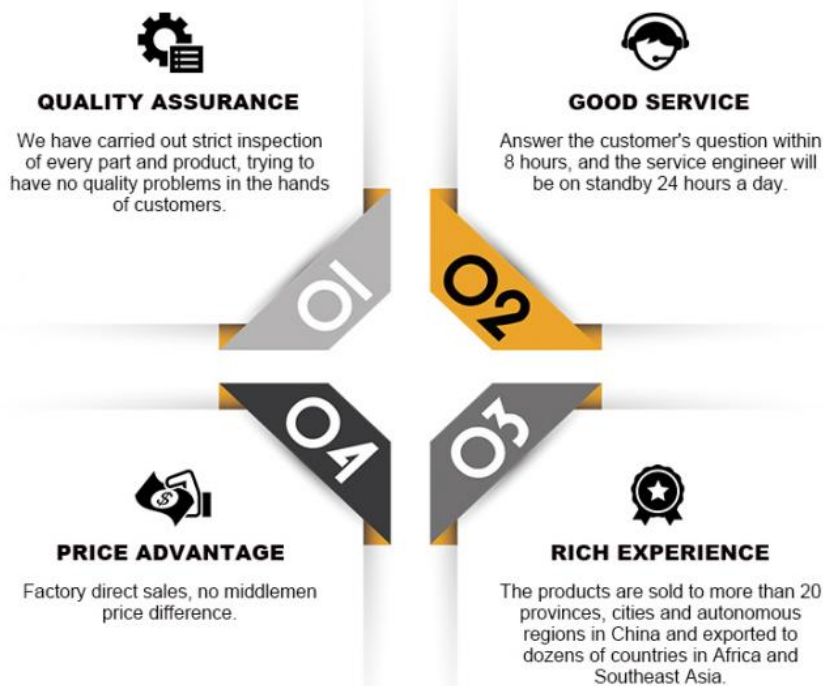 QUALITY ASSURANCE
We have carried out strict inspection
of every part and product, trying to
have no quality problems in the hands
of customers.
01
GOOD SERVICE
Answer the customer's question within
8 hours, and the service engineer will
be on standby 24 hours a day.
02
04
$
PRICE ADVANTAGE
Factory direct sales, no middlemen
price difference.
03
RICH EXPERIENCE
The products are sold to more than 20
provinces, cities and autonomous
regions in China and exported to
dozens of countries in Africa and
Southeast Asia.